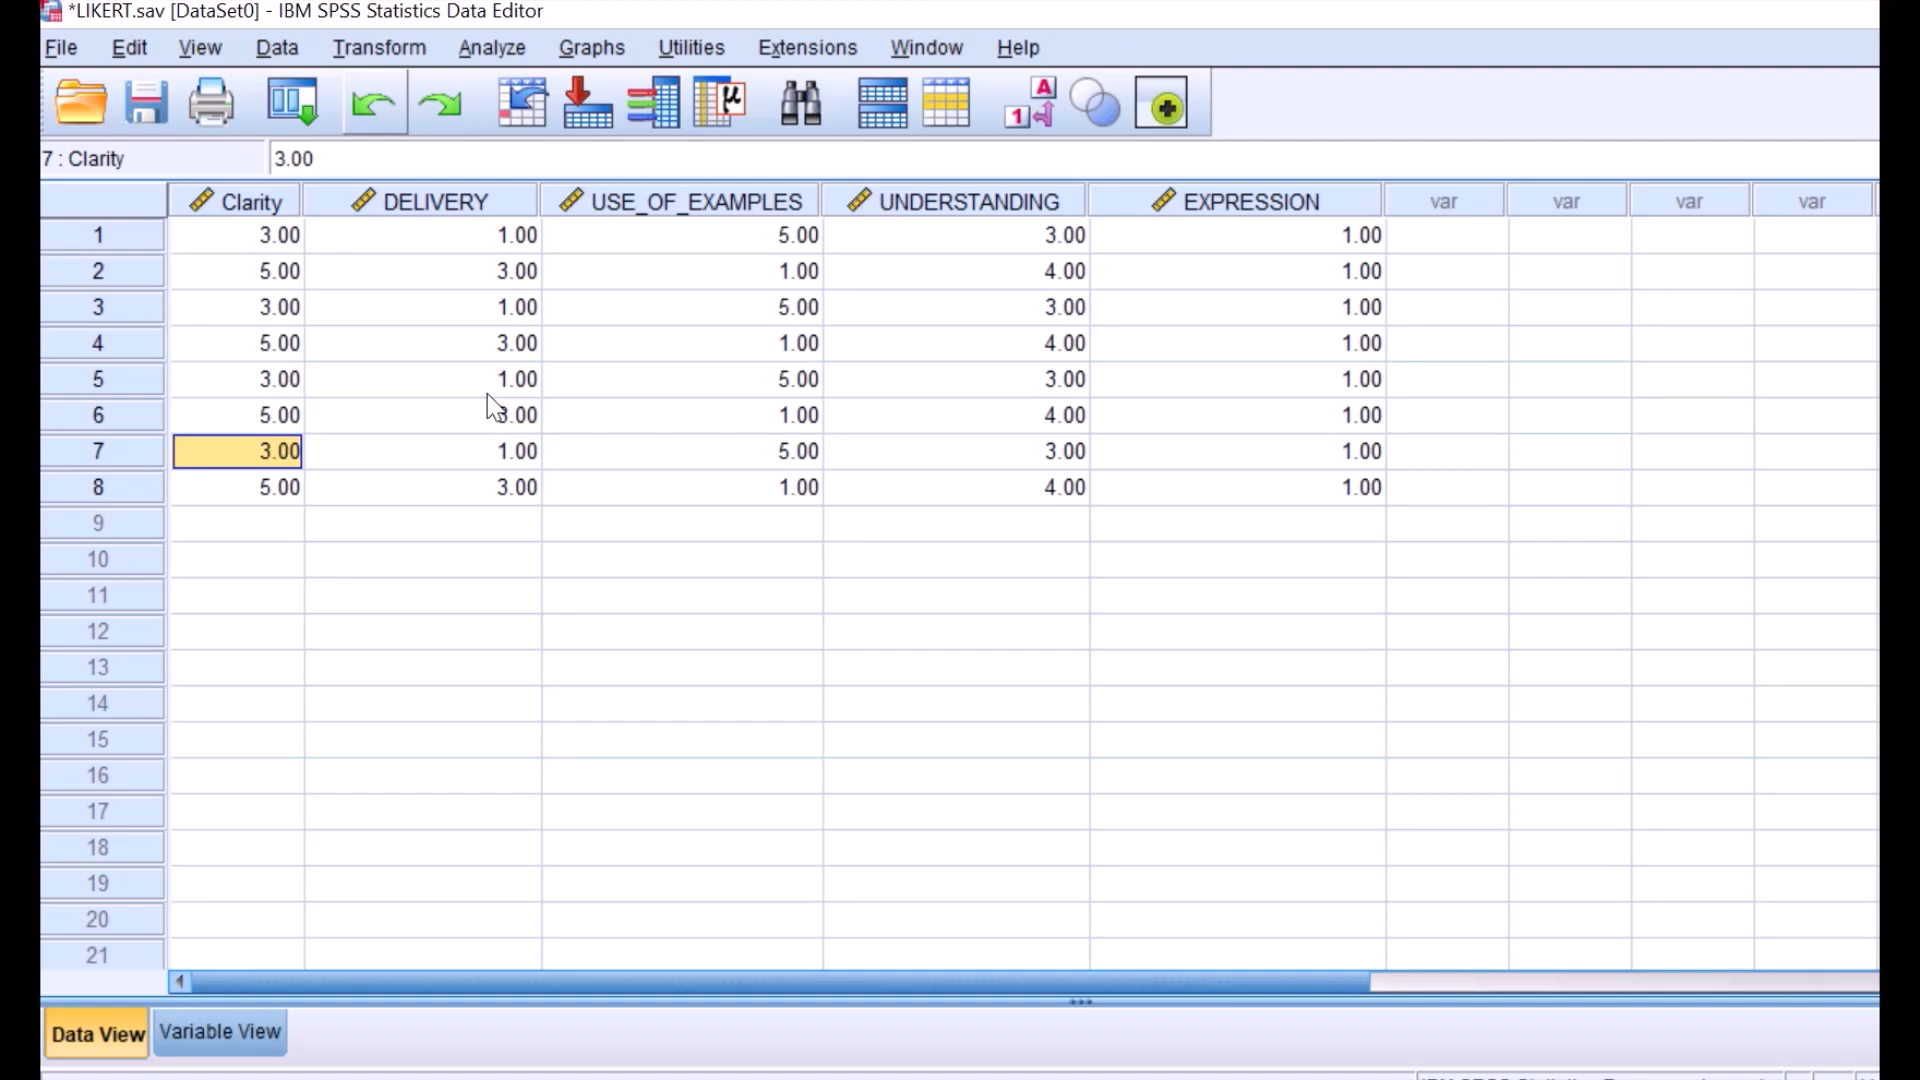 *LIKERT.sav [DataSet0] - IBM SPSS Statistics Data Editor
File Edit View Data Transform Analyze Graphs Utilities Extensions Window Help
μ A 1
7 : Clarity 3.00
Clarity DELIVERY USE_OF_EXAMPLES UNDERSTANDING EXPRESSION var var var var
1 3.00 1.00 5.00 3.00 1.00
2 5.00 3.00 1.00 4.00 1.00
3 3.00 1.00 5.00 3.00 1.00
4 5.00 3.00 1.00 4.00 1.00
5 3.00 1.00 5.00 3.00 1.00
6 5.00 3.00 1.00 4.00 1.00
7 3.00 1.00 5.00 3.00 1.00
8 5.00 3.00 1.00 4.00 1.00
9
10
11
12
13
14
15
16
17
18
19
20
21
Data View Variable View